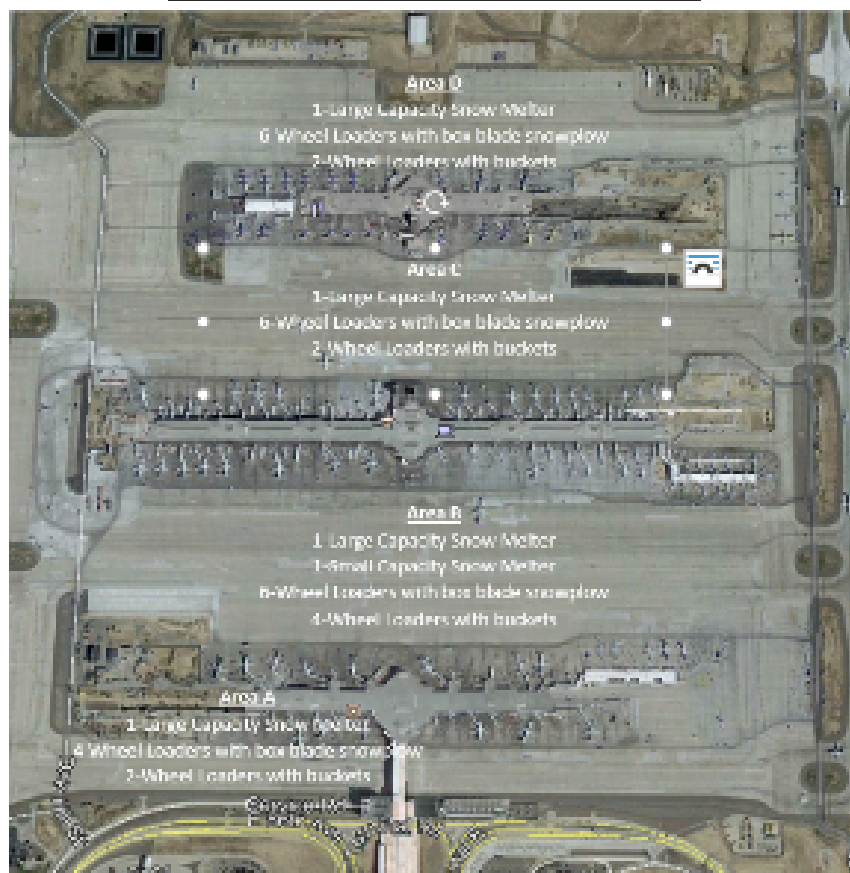 Area D
1-Large Capacity Snow Melter
6-Wheel Loaders with box blade snowplow
2-Wheel Loaders with buckets
Area C
1-Large Capacity Snow Melter
6-Wheel Loaders with box blade snowplow
2-Wheel Loaders with buckets
Area B
1-Large Capacity Snow Melter
1-Small Capacity Snow Melter
6-Wheel Loaders with box blade snowplow
4-Wheel Loaders with buckets
Area A
1-Large Capacity Snow Melter
4-Wheel Loaders with box blade snowplow
2-Wheel Loaders with buckets